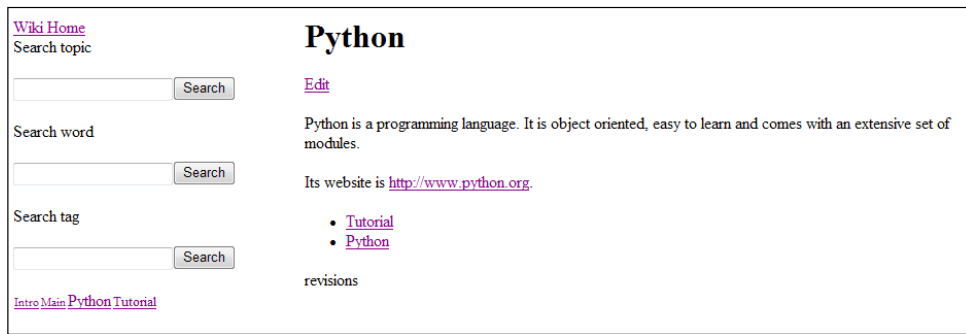 Wiki Home
Search topic
Search
Search word
Search
Search tag
Search
Intro Main Python Tutorial
Python
Edit
Python is a programming language. It is object oriented, easy to learn and comes with an extensive set of
modules.
Its website is http://www.python.org.
• Tutorial
• Python
revisions